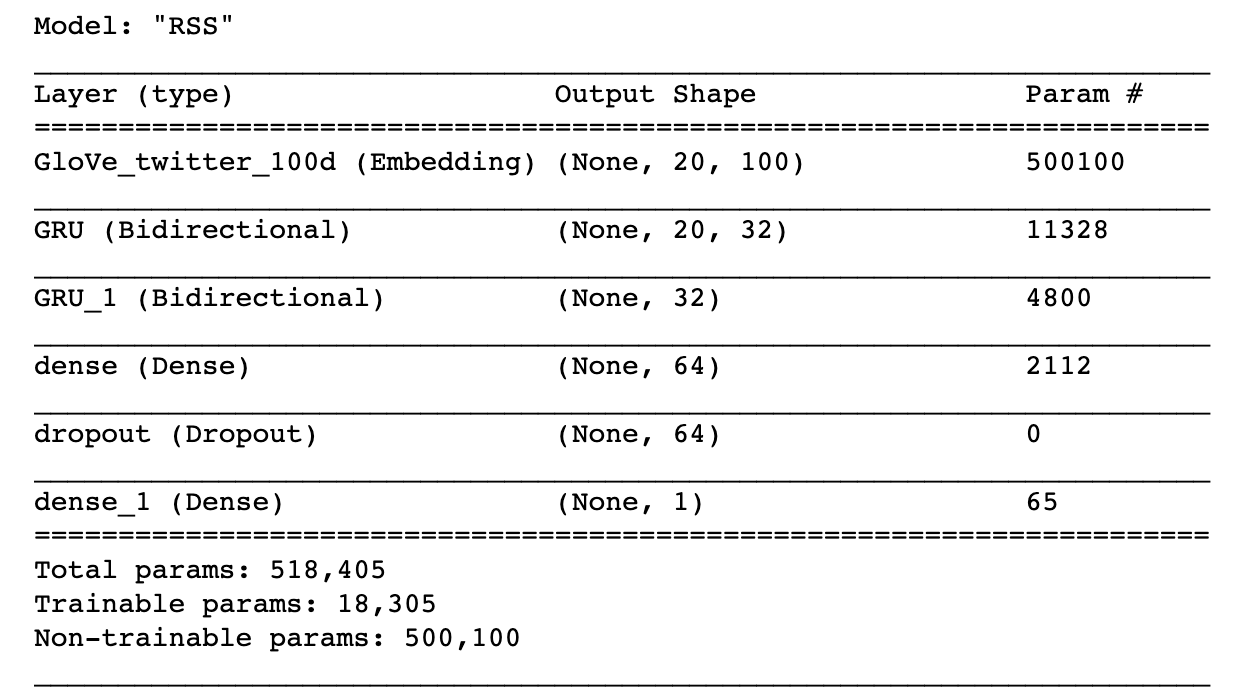 Model: "RSS"
Layer (type) Output Shape Param #
GloVe_twitter_100d (Embedding) (None, 20, 100) 500100
GRU (Bidirectional) (None, 20, 32) 11328
GRU_1 (Bidirectional) (None, 32) 4800
dense (Dense) (None, 64) 2112
dropout (Dropout) (None, 64) 0
dense_1 (Dense) (None, 1) 65
Total params: 518,405
Trainable params: 18,305
Non-trainable params: 500,100